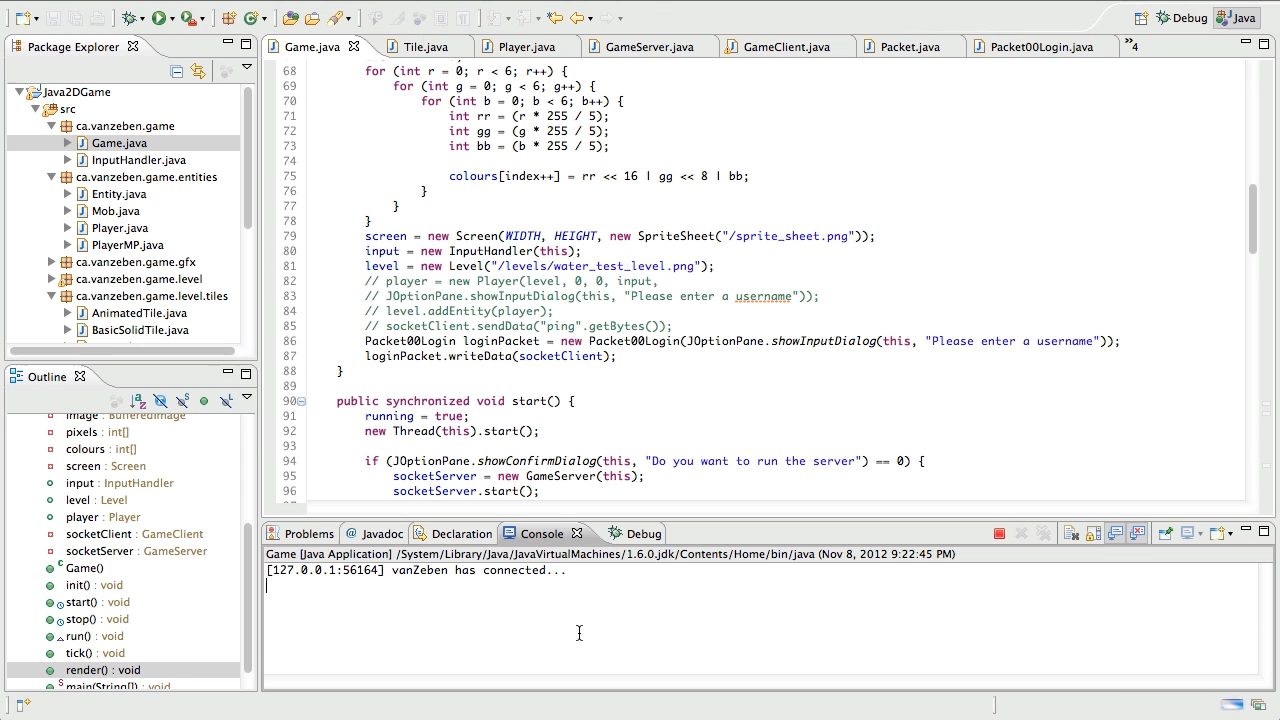 Debug
Java
Package Explorer
Java2DGame
src
ca.vanzeben.game
Game.java
InputHandler.java
ca.vanzeben.game.entities
Entity.java
Mob.java
Player.java
PlayerMP.java
ca.vanzeben.game.gfx
ca.vanzeben.game.level
ca.vanzeben.game.level.tiles
AnimatedTile.java
BasicSolidTile.java
Outline
image : BufferedImage
pixels : int[]
colours : int[]
screen : Screen
input : InputHandler
level : Level
player : Player
socketClient : GameClient
socketServer : GameServer
Game()
init() : void
start() : void
stop() : void
run() : void
tick() : void
render() : void
main(String[]) : void
Game.java
Tile.java
Player.java
GameServer.java
GameClient.java
Packet.java
Packet00Login.java
»4
68 for (int r = 0; r < 6; r++) {
69 for (int g = 0; g < 6; g++) {
70 for (int b = 0; b < 6; b++) {
71 int rr = (r * 255 / 5);
72 int gg = (g * 255 / 5);
73 int bb = (b * 255 / 5);
74
75 colours[index++] = rr << 16 | gg << 8 | bb;
76 }
77 }
78 }
79 screen = new Screen(WIDTH, HEIGHT, new SpriteSheet("/sprite_sheet.png"));
80 input = new InputHandler(this);
81 level = new Level("/levels/water_test_level.png");
82 // player = new Player(level, 0, 0, input,
83 // JOptionPane.showInputDialog(this, "Please enter a username"));
84 // level.addEntity(player);
85 // socketClient.sendData("ping".getBytes());
86 Packet00Login loginPacket = new Packet00Login(JOptionPane.showInputDialog(this, "Please enter a username"));
87 loginPacket.writeData(socketClient);
88 }
89
90 public synchronized void start() {
91 running = true;
92 new Thread(this).start();
93
94 if (JOptionPane.showConfirmDialog(this, "Do you want to run the server") == 0) {
95 socketServer = new GameServer(this);
96 socketServer.start();
Problems
Javadoc
Declaration
Console
Debug
Game [Java Application] /System/Library/Java/JavaVirtualMachines/1.6.0.jdk/Contents/Home/bin/java (Nov 8, 2012 9:22:45 PM)
[127.0.0.1:56164] vanZeben has connected...